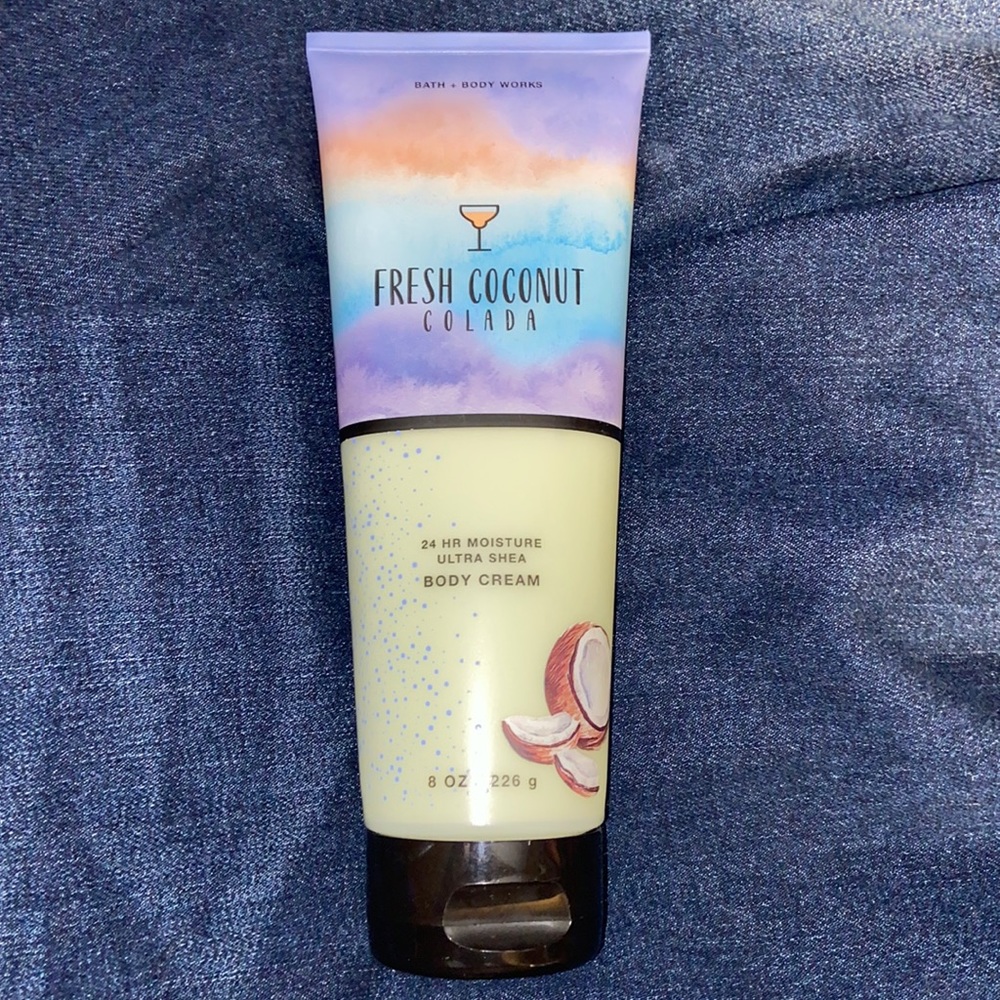 BATH + BODY WORKS
FRESH COCONUT
COLADA
24 HR MOISTURE
ULTRA SHEA
BODY CREAM
8 OZ / 226 g